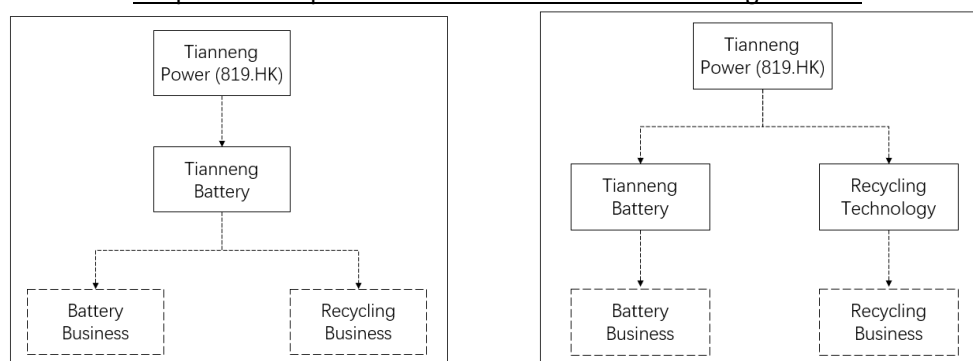 Tianneng
Power (819.HK)
Tianneng
Battery
Battery
Business
Recycling
Business
Tianneng
Power (819.HK)
Tianneng
Battery
Recycling
Technology
Battery
Business
Recycling
Business